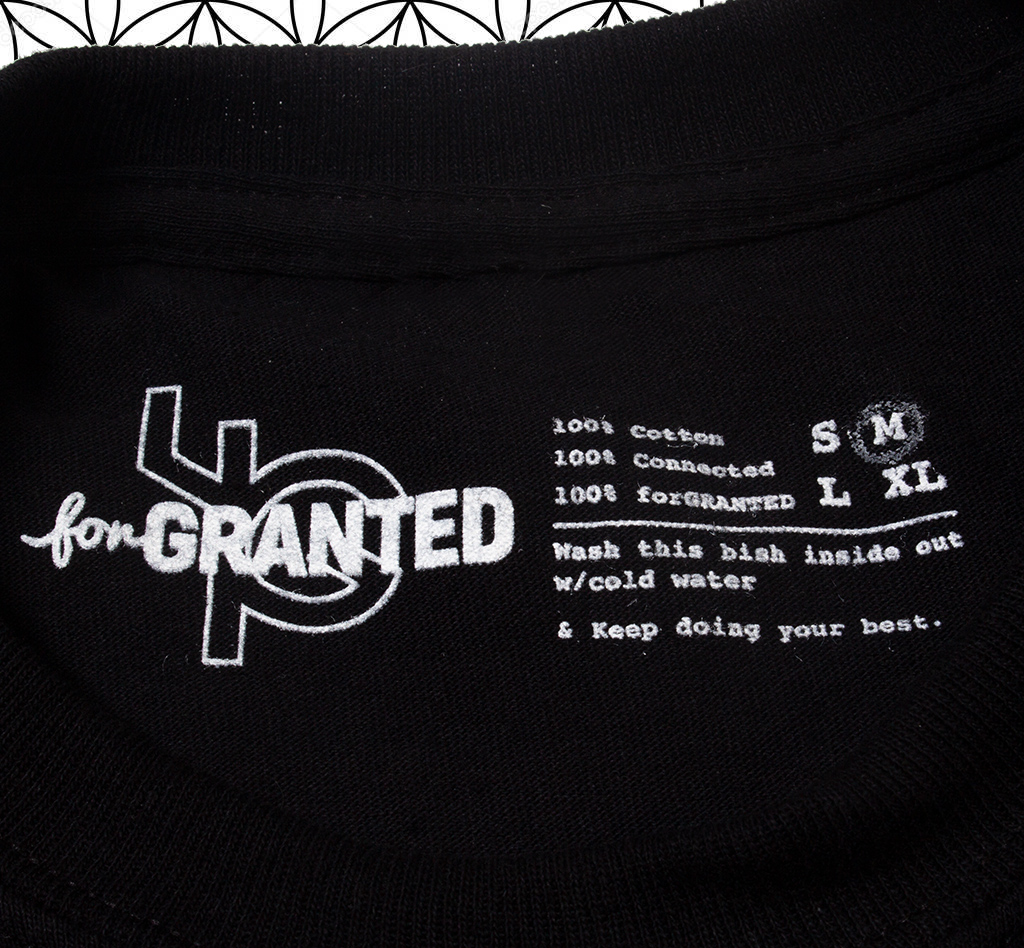 forGRANTED
100% Cotton
100% Connected
100% forGRANTED
S M
L XL
Wash this bish inside out
w/cold water
& Keep doing your best.